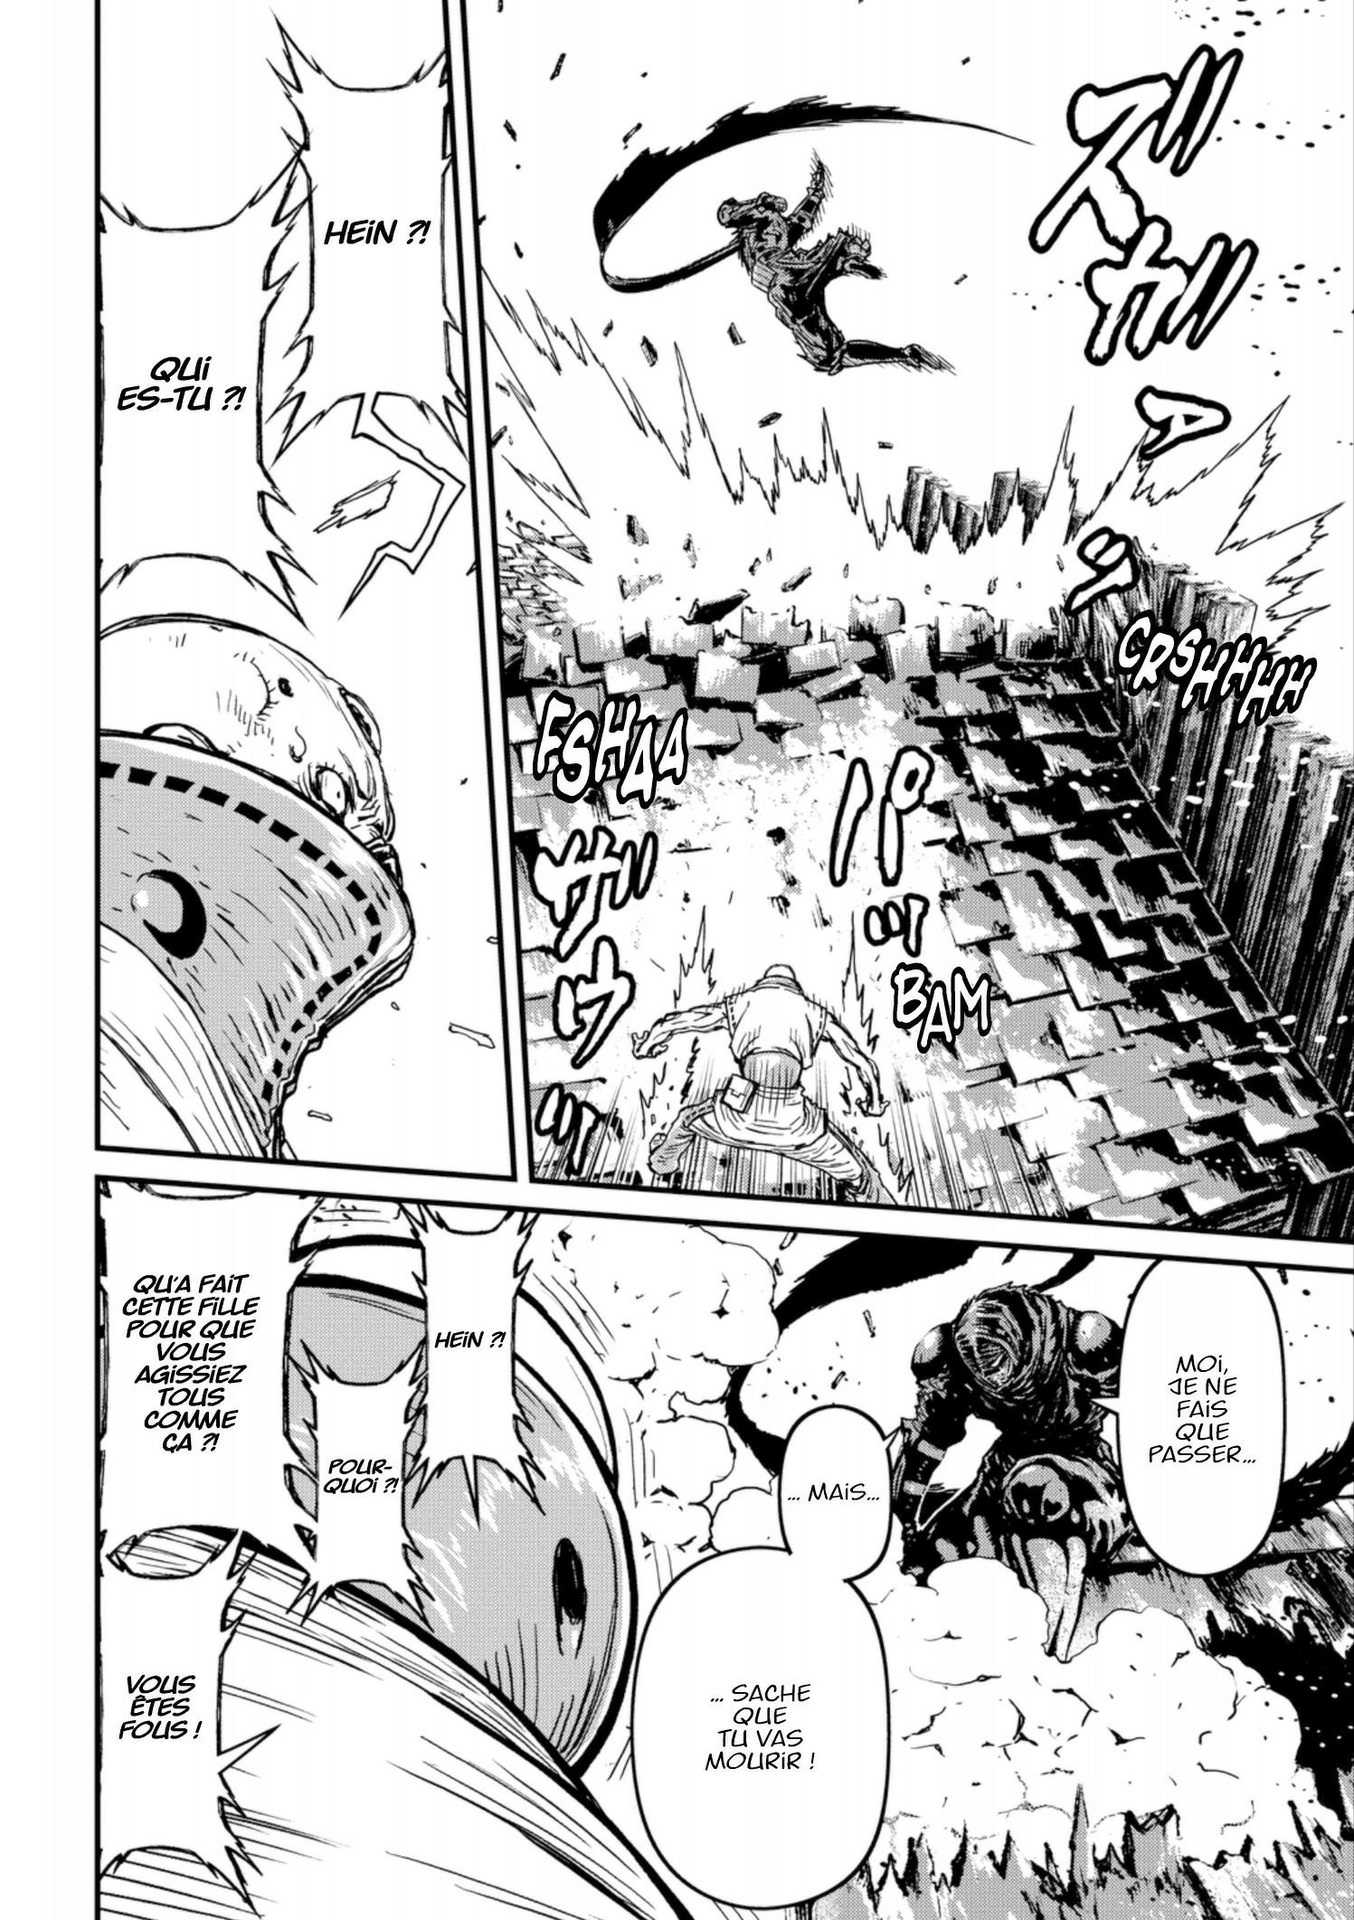 ズガァッ
CRSHHHHH
FSHAA
ザウッ
パッ
BAM
HEIN ?!
QUI
ES-TU ?!
MOI,
JE NE
FAIS
QUE
PASSER...
... MAIS...
... SACHE
QUE
TU VAS
MOURIR !
HEIN ?!
POUR-
QUOI ?!
QU'A FAIT
CETTE FILLE
POUR QUE
VOUS
AGISSIEZ
TOUS
COMME
ÇA ?!
VOUS
ÊTES
FOUS !